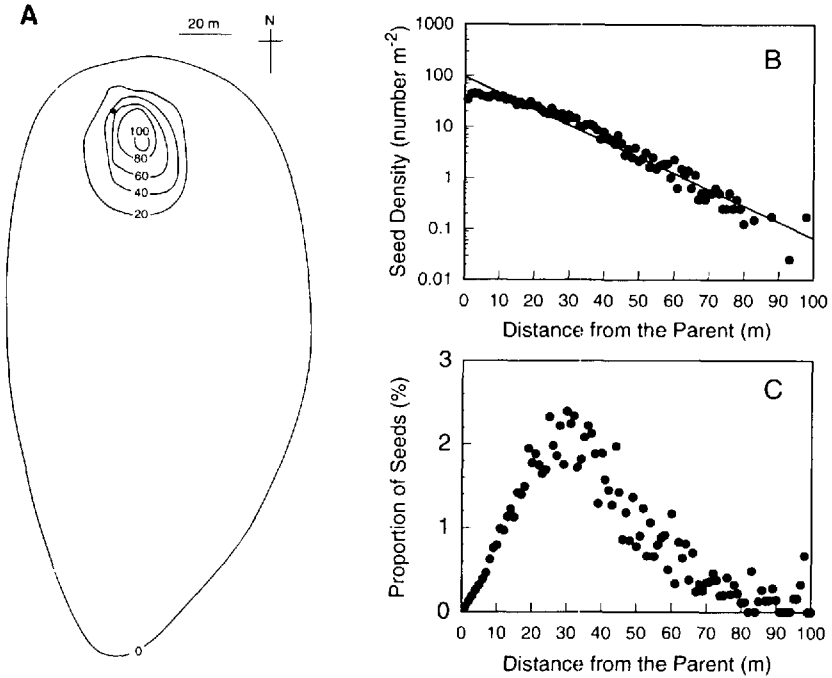 A
20 m
N
100
80
60
40
20
0
B
Seed Density (number m-2)
1000
100
10
1
0.1
0.01
0 10 20 30 40 50 60 70 80 90 100
Distance from the Parent (m)
C
Proportion of Seeds (%)
3
2
1
0
0 10 20 30 40 50 60 70 80 90 100
Distance from the Parent (m)